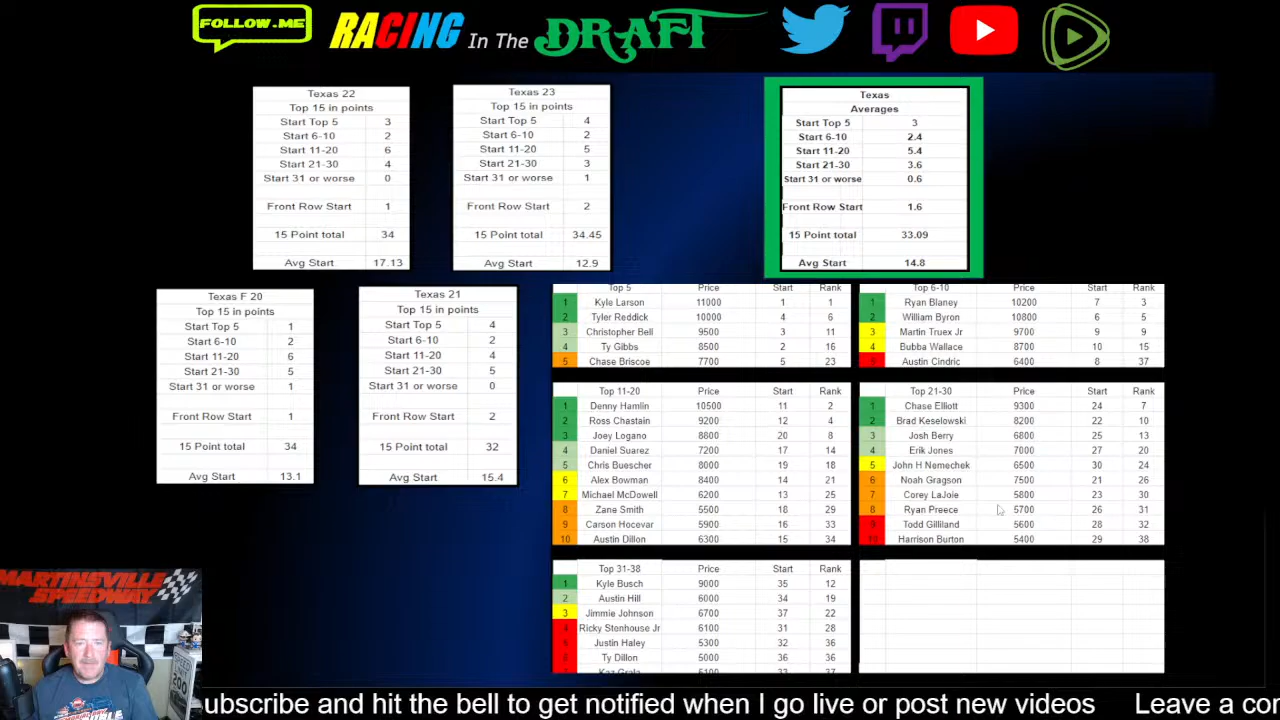 FOLLOW.ME
RACING In The DRAFT
Texas 22
Top 15 in points
Start Top 5 3
Start 6-10 2
Start 11-20 6
Start 21-30 4
Start 31 or worse 0
Front Row Start 1
15 Point total 34
Avg Start 17.13
Texas 23
Top 15 in points
Start Top 5 4
Start 6-10 2
Start 11-20 5
Start 21-30 3
Start 31 or worse 1
Front Row Start 2
15 Point total 34.45
Avg Start 12.9
Texas
Averages
Start Top 5 3
Start 6-10 2.4
Start 11-20 5.4
Start 21-30 3.6
Start 31 or worse 0.6
Front Row Start 1.6
15 Point total 33.09
Avg Start 14.8
Texas F 20
Top 15 in points
Start Top 5 1
Start 6-10 2
Start 11-20 6
Start 21-30 5
Start 31 or worse 1
Front Row Start 1
15 Point total 34
Avg Start 13.1
Texas 21
Top 15 in points
Start Top 5 4
Start 6-10 2
Start 11-20 4
Start 21-30 5
Start 31 or worse 0
Front Row Start 2
15 Point total 32
Avg Start 15.4
Top 5 Price Start Rank
1 Kyle Larson 11000 1 1
2 Tyler Reddick 10000 4 6
3 Christopher Bell 9500 3 11
4 Ty Gibbs 8500 2 16
5 Chase Briscoe 7700 5 23
Top 6-10 Price Start Rank
1 Ryan Blaney 10200 7 3
2 William Byron 10800 6 5
3 Martin Truex Jr 9700 9 9
4 Bubba Wallace 8700 10 15
5 Austin Cindric 6400 8 37
Top 11-20 Price Start Rank
1 Denny Hamlin 10500 11 2
2 Ross Chastain 9200 12 4
3 Joey Logano 8800 20 8
4 Daniel Suarez 7200 17 14
5 Chris Buescher 8000 19 18
6 Alex Bowman 8400 14 21
7 Michael McDowell 6200 13 25
8 Zane Smith 5500 18 29
9 Carson Hocevar 5900 16 33
10 Austin Dillon 6300 15 34
Top 21-30 Price Start Rank
1 Chase Elliott 9300 24 7
2 Brad Keselowski 8200 22 10
3 Josh Berry 6800 25 13
4 Erik Jones 7000 27 20
5 John H Nemechek 6500 30 24
6 Noah Gragson 7500 21 26
7 Corey LaJoie 5800 23 30
8 Ryan Preece 5700 26 31
9 Todd Gilliland 5600 28 32
10 Harrison Burton 5400 29 38
Top 31-38 Price Start Rank
1 Kyle Busch 9000 35 12
2 Austin Hill 6000 34 19
3 Jimmie Johnson 6700 37 22
4 Ricky Stenhouse Jr 6100 31 28
5 Justin Haley 5300 32 36
6 Ty Dillon 5000 36 36
Kaz Grala 5100 33 37
MARTINSVILLE
SPEEDWAY
200
ubscribe and hit the bell to get notified when I go live or post new videos Leave a cor